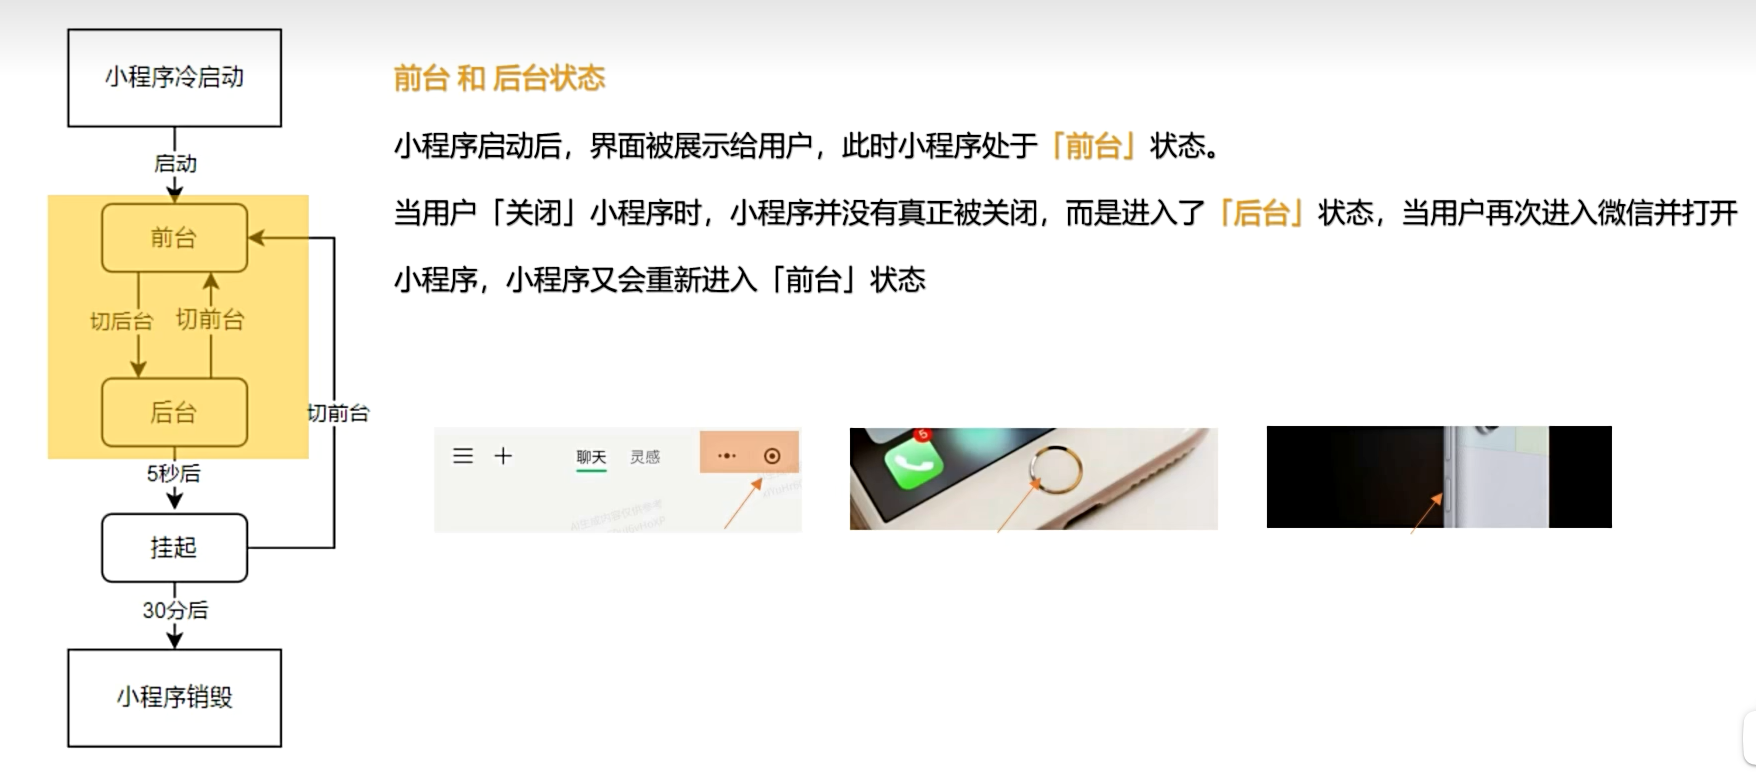 小程序冷启动
启动
前台
切后台 切前台
后台
切前台
5秒后
挂起
30分后
小程序销毁
前台 和 后台状态
小程序启动后，界面被展示给用户，此时小程序处于「前台」状态。
当用户「关闭」小程序时，小程序并没有真正被关闭，而是进入了「后台」状态，当用户再次进入微信并打开
小程序，小程序又会重新进入「前台」状态
聊天 灵感
5